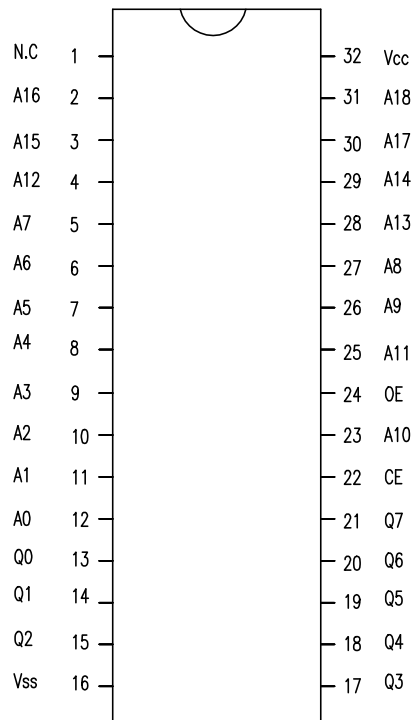 N.C 1 32 Vcc
A16 2 31 A18
A15 3 30 A17
A12 4 29 A14
A7 5 28 A13
A6 6 27 A8
A5 7 26 A9
A4 8 25 A11
A3 9 24 OE
A2 10 23 A10
A1 11 22 CE
A0 12 21 Q7
Q0 13 20 Q6
Q1 14 19 Q5
Q2 15 18 Q4
Vss 16 17 Q3